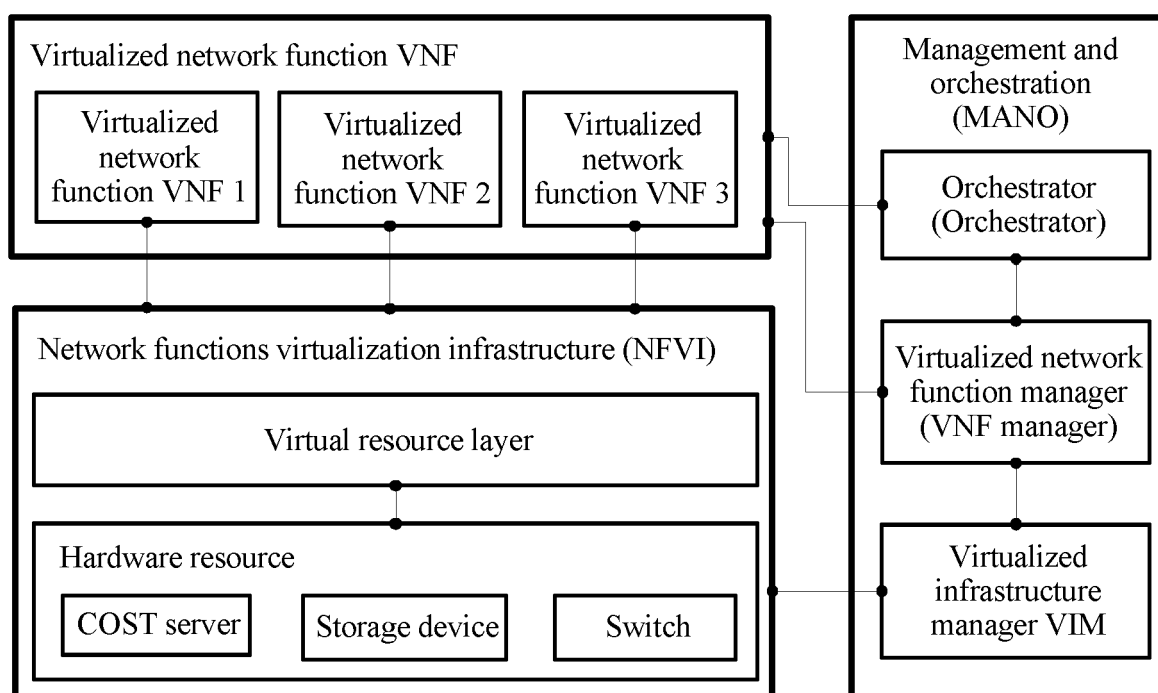 Virtualized network function VNF
Virtualized
network
function VNF 1
Virtualized
network
function VNF 2
Virtualized
network
function VNF 3
Network functions virtualization infrastructure (NFVI)
Virtual resource layer
Hardware resource
COST server
Storage device
Switch
Management and
orchestration
(MANO)
Orchestrator
(Orchestrator)
Virtualized network
function manager
(VNF manager)
Virtualized
infrastructure
manager VIM